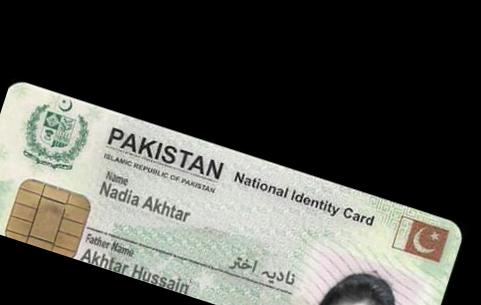 PAKISTAN National Identity Card
ISLAMIC REPUBLIC OF PAKISTAN
Name
Nadia Akhtar
نادیہ اختر
Father Name
Akhtar Hussain